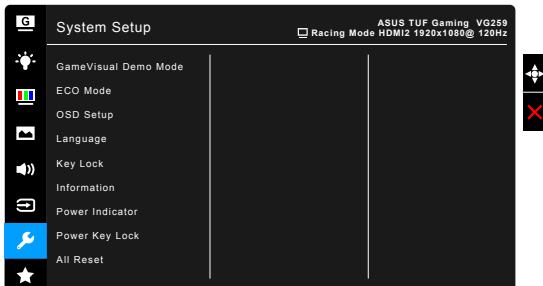 G
System Setup
ASUS TUF Gaming VG259
Racing Mode HDMI2 1920x1080@ 120Hz
GameVisual Demo Mode
ECO Mode
OSD Setup
Language
Key Lock
Information
Power Indicator
Power Key Lock
All Reset